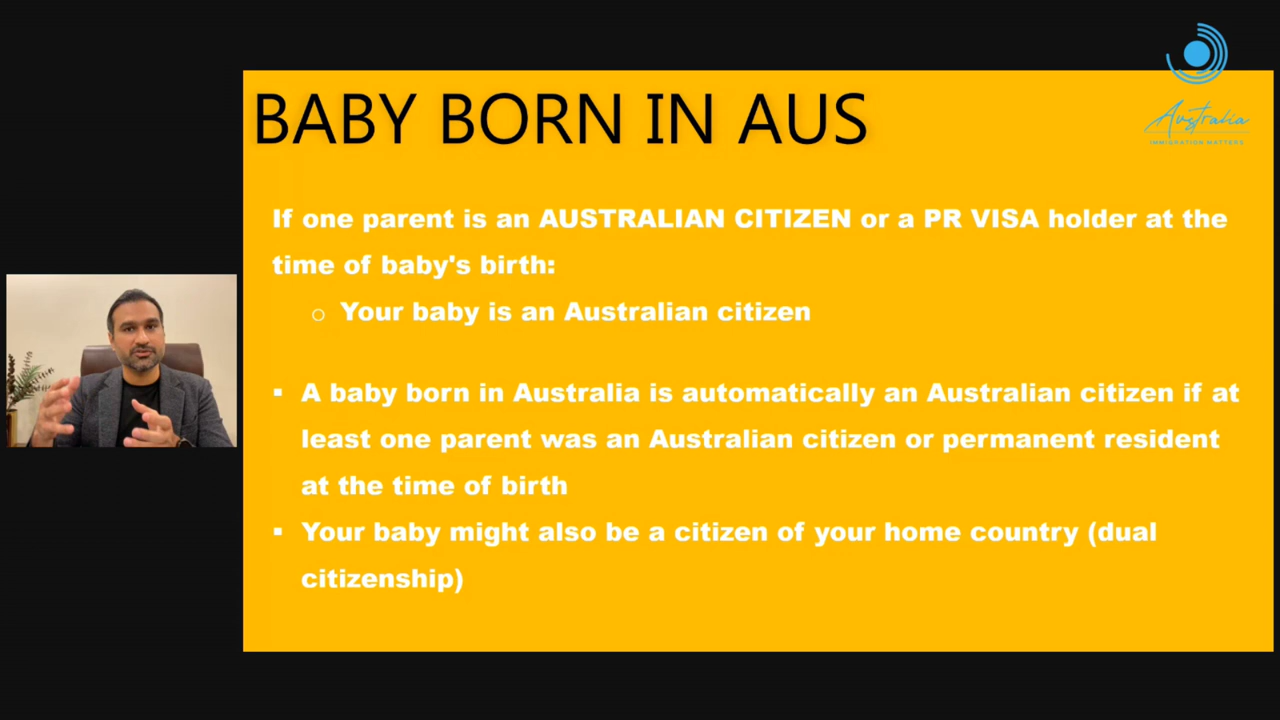 BABY BORN IN AUS
Australia
IMMIGRATION MATTERS
If one parent is an AUSTRALIAN CITIZEN or a PR VISA holder at the
time of baby's birth:
Your baby is an Australian citizen
A baby born in Australia is automatically an Australian citizen if at
least one parent was an Australian citizen or permanent resident
at the time of birth
Your baby might also be a citizen of your home country (dual
citizenship)